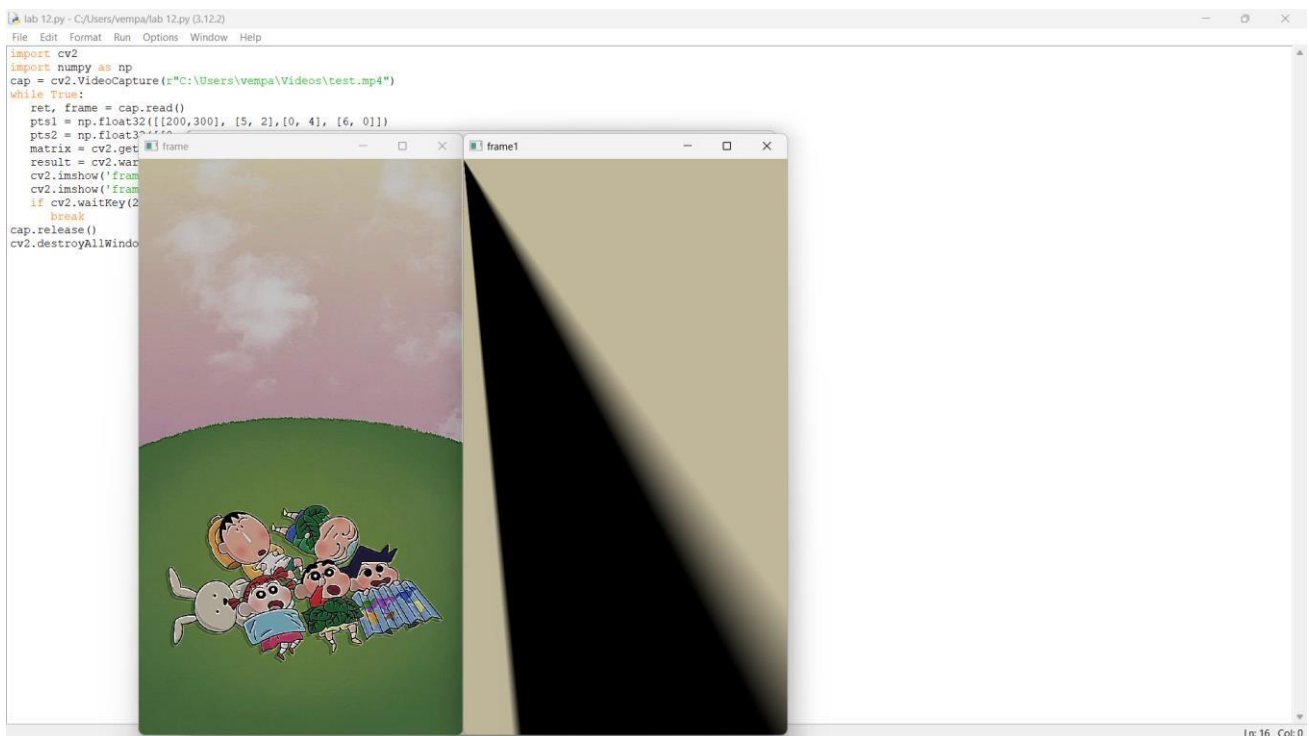 lab 12.py - C:/Users/vempa/lab 12.py (3.12.2)
File Edit Format Run Options Window Help
import cv2
import numpy as np
cap = cv2.VideoCapture(r"C:\Users\vempa\Videos\test.mp4")
while True:
   ret, frame = cap.read()
   pts1 = np.float32([[200,300], [5, 2],[0, 4], [6, 0]])
   pts2 = np.float32([[0,
   matrix = cv2.get
   result = cv2.war
   cv2.imshow('fram
   cv2.imshow('fram
   if cv2.waitKey(2
      break
cap.release()
cv2.destroyAllWindo
frame
frame1
Ln: 16 Col: 0